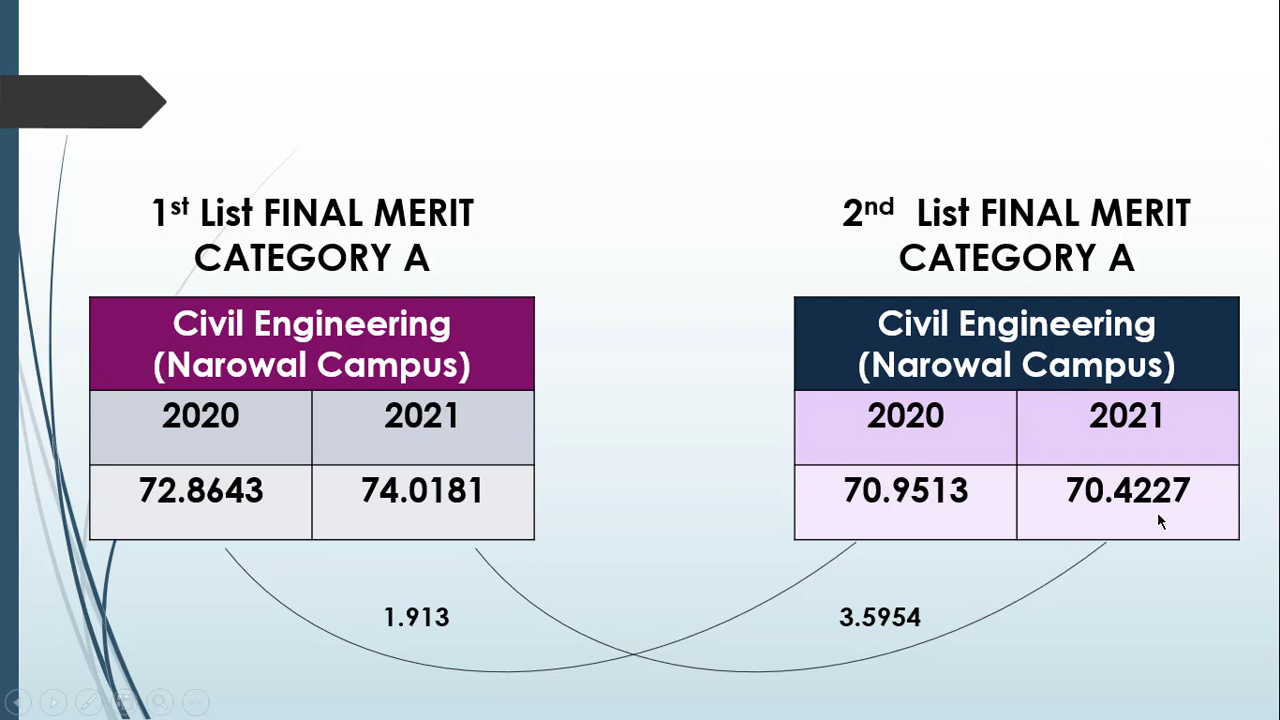 1st List FINAL MERIT
CATEGORY A
Civil Engineering
(Narowal Campus)
2020 2021
72.8643 74.0181
2nd List FINAL MERIT
CATEGORY A
Civil Engineering
(Narowal Campus)
2020 2021
70.9513 70.4227
1.913
3.5954